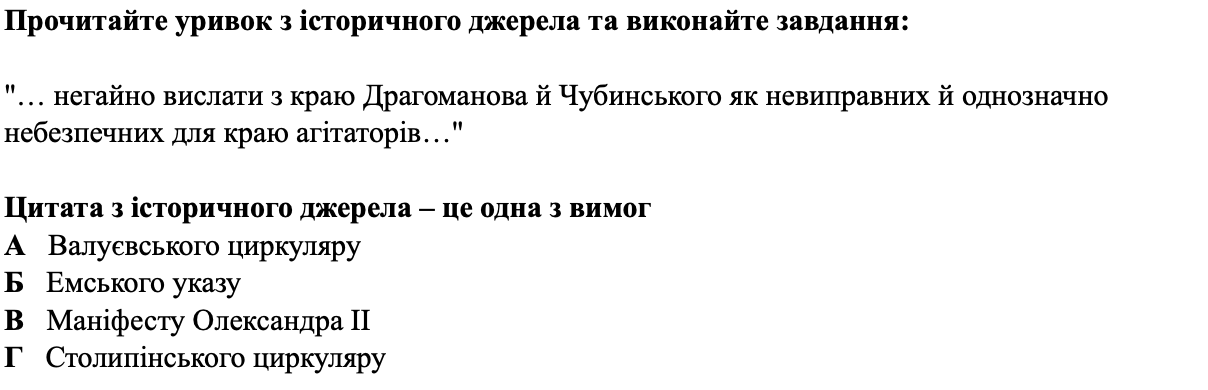 Прочитайте уривок з історичного джерела та виконайте завдання:
"… негайно вислати з краю Драгоманова й Чубинського як невиправних й однозначно
небезпечних для краю агітаторів…"
Цитата з історичного джерела – це одна з вимог
А Валуєвського циркуляру
Б Емського указу
В Маніфесту Олександра ІІ
Г Столипінського циркуляру